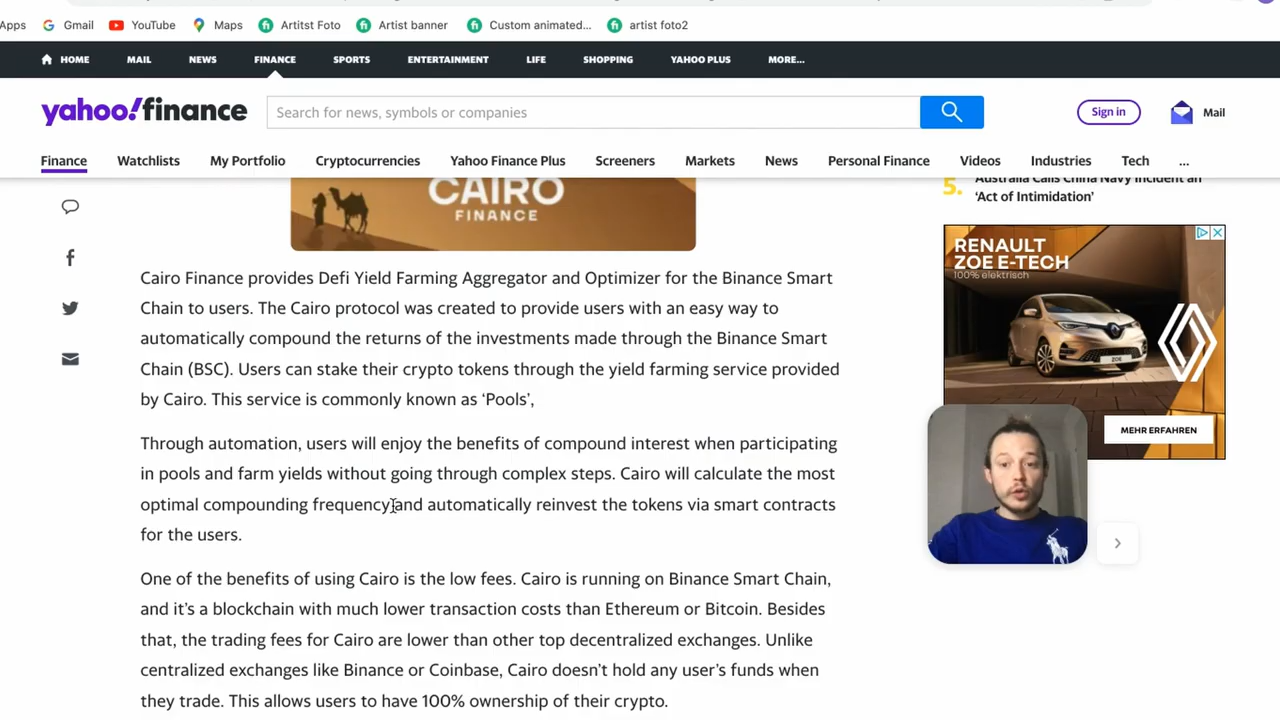 Apps Gmail YouTube Maps Artitst Foto Artist banner Custom animated... artist foto2
HOME MAIL NEWS FINANCE SPORTS ENTERTAINMENT LIFE SHOPPING YAHOO PLUS MORE...
yahoo!finance
Search for news, symbols or companies
Sign in
Mail
Finance Watchlists My Portfolio Cryptocurrencies Yahoo Finance Plus Screeners Markets News Personal Finance Videos Industries Tech ...
CAIRO
FINANCE
Cairo Finance provides Defi Yield Farming Aggregator and Optimizer for the Binance Smart
Chain to users. The Cairo protocol was created to provide users with an easy way to
automatically compound the returns of the investments made through the Binance Smart
Chain (BSC). Users can stake their crypto tokens through the yield farming service provided
by Cairo. This service is commonly known as ‘Pools’,
Through automation, users will enjoy the benefits of compound interest when participating
in pools and farm yields without going through complex steps. Cairo will calculate the most
optimal compounding frequency and automatically reinvest the tokens via smart contracts
for the users.
One of the benefits of using Cairo is the low fees. Cairo is running on Binance Smart Chain,
and it’s a blockchain with much lower transaction costs than Ethereum or Bitcoin. Besides
that, the trading fees for Cairo are lower than other top decentralized exchanges. Unlike
centralized exchanges like Binance or Coinbase, Cairo doesn’t hold any user’s funds when
they trade. This allows users to have 100% ownership of their crypto.
5. Australia Calls China Navy Incident an
‘Act of Intimidation’
RENAULT
ZOE E-TECH
100% elektrisch
MEHR ERFAHREN